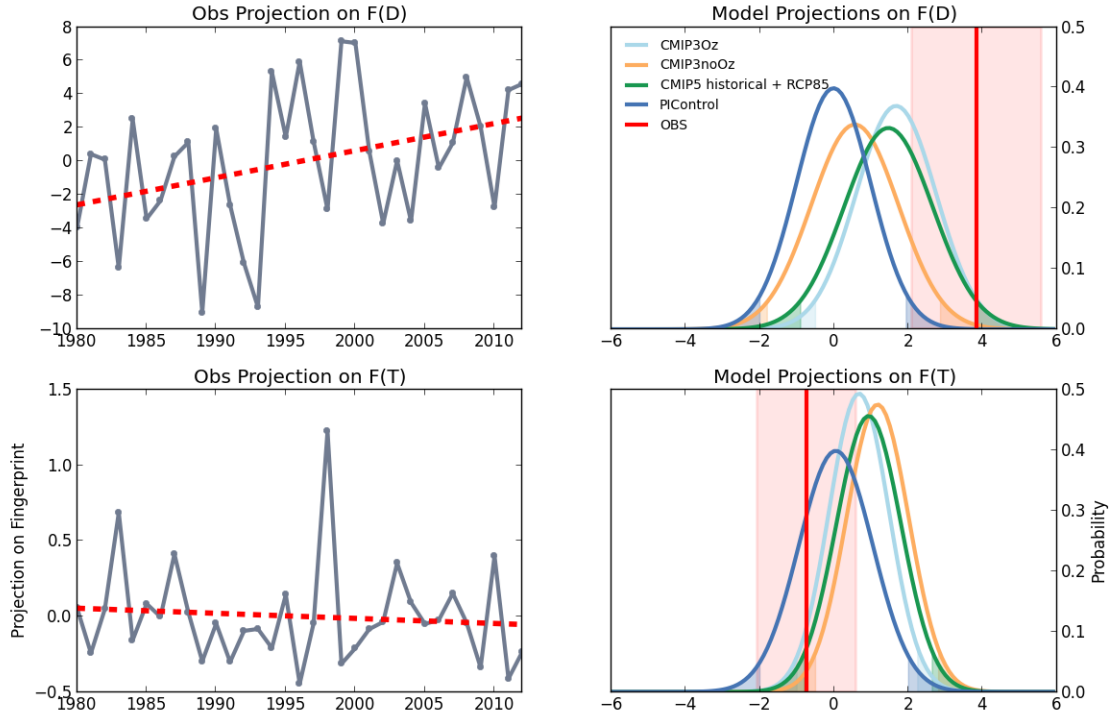 Obs Projection on F(D)
8
6
4
2
0
−2
−4
−6
−8
−10
1980 1985 1990 1995 2000 2005 2010
Model Projections on F(D)
CMIP3Oz
CMIP3noOz
CMIP5 historical + RCP85
PIControl
OBS
0.5
0.4
0.3
0.2
0.1
0.0
−6 −4 −2 0 2 4 6
Obs Projection on F(T)
Projection on Fingerprint
1.5
1.0
0.5
0.0
−0.5
1980 1985 1990 1995 2000 2005 2010
Model Projections on F(T)
0.5
0.4
0.3
0.2
0.1
0.0
Probability
−6 −4 −2 0 2 4 6